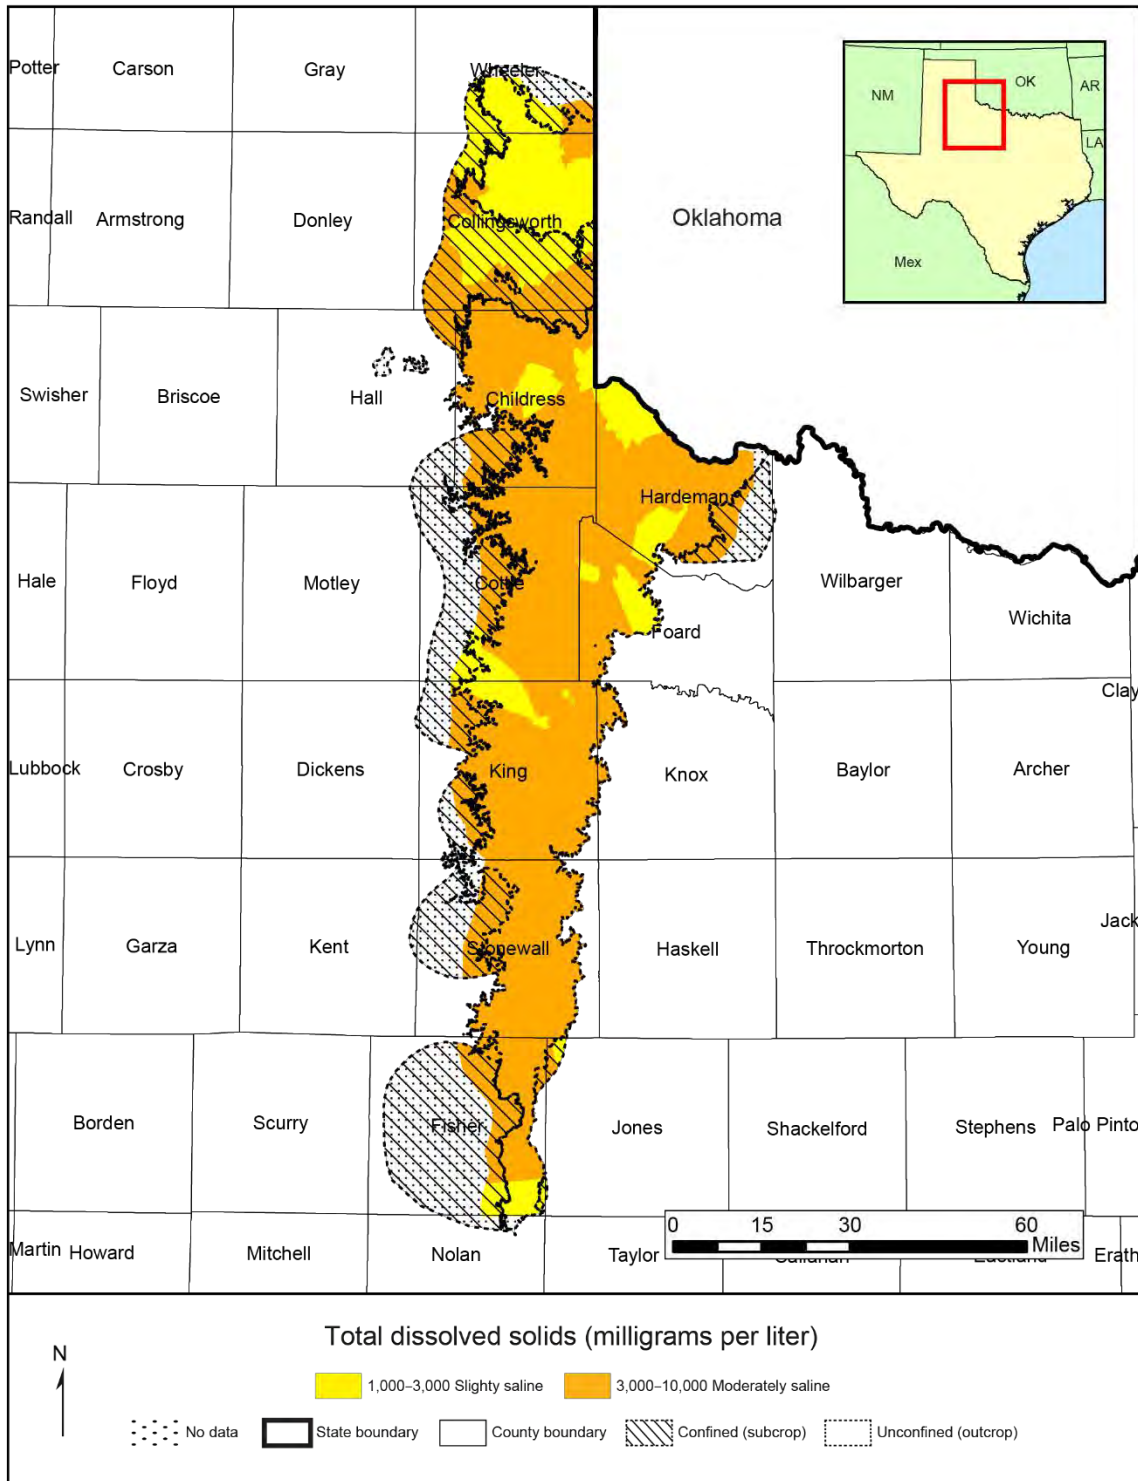 Potter Carson Gray Wheeler
NM OK AR
LA
Randall Armstrong Donley Collingsworth Oklahoma
Mex
Swisher Briscoe Hall Childress
Hardeman
Hale Floyd Motley Cottle Wilbarger
Foard Wichita
Clay
Lubbock Crosby Dickens King Knox Baylor Archer
Jack
Lynn Garza Kent Stonewall Haskell Throckmorton Young
Borden Scurry Fisher Jones Shackelford Stephens Palo Pinto
0 15 30 60
Miles
Martin Howard Mitchell Nolan Taylor Callahan Eastland Erath
Total dissolved solids (milligrams per liter)
N
1,000–3,000 Slighty saline 3,000–10,000 Moderately saline
No data State boundary County boundary Confined (subcrop) Unconfined (outcrop)